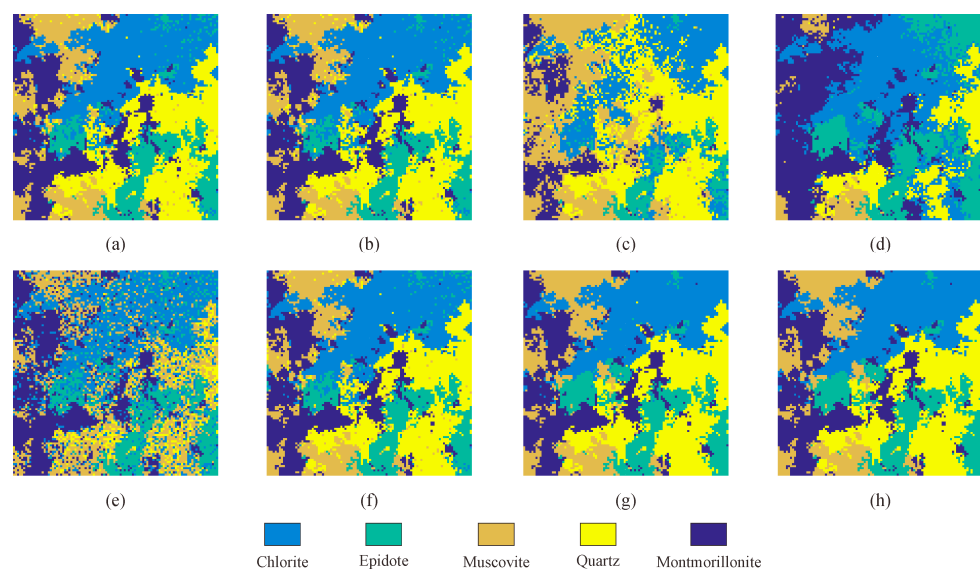 (a) (b) (c) (d)
(e) (f) (g) (h)
Chlorite Epidote Muscovite Quartz Montmorillonite